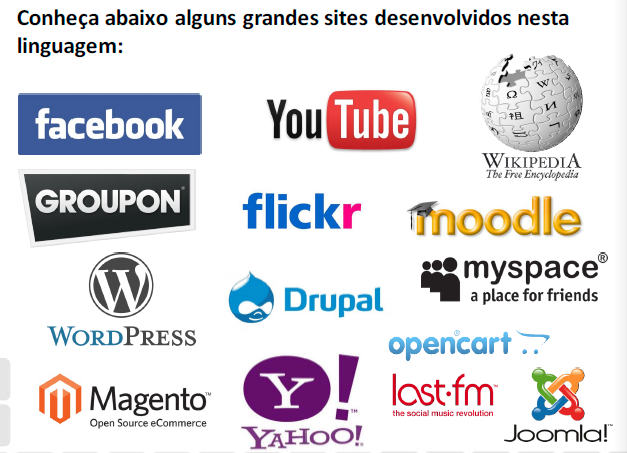 Conheça abaixo alguns grandes sites desenvolvidos nesta
linguagem:
facebook
YouTube
WIKIPEDIA
The Free Encyclopedia
GROUPON
flickr
moodle
WORDPRESS
Drupal
myspace®
a place for friends
opencart
Magento™
Open Source eCommerce
YAHOO!
last·fm™
the social music revolution
Joomla!™